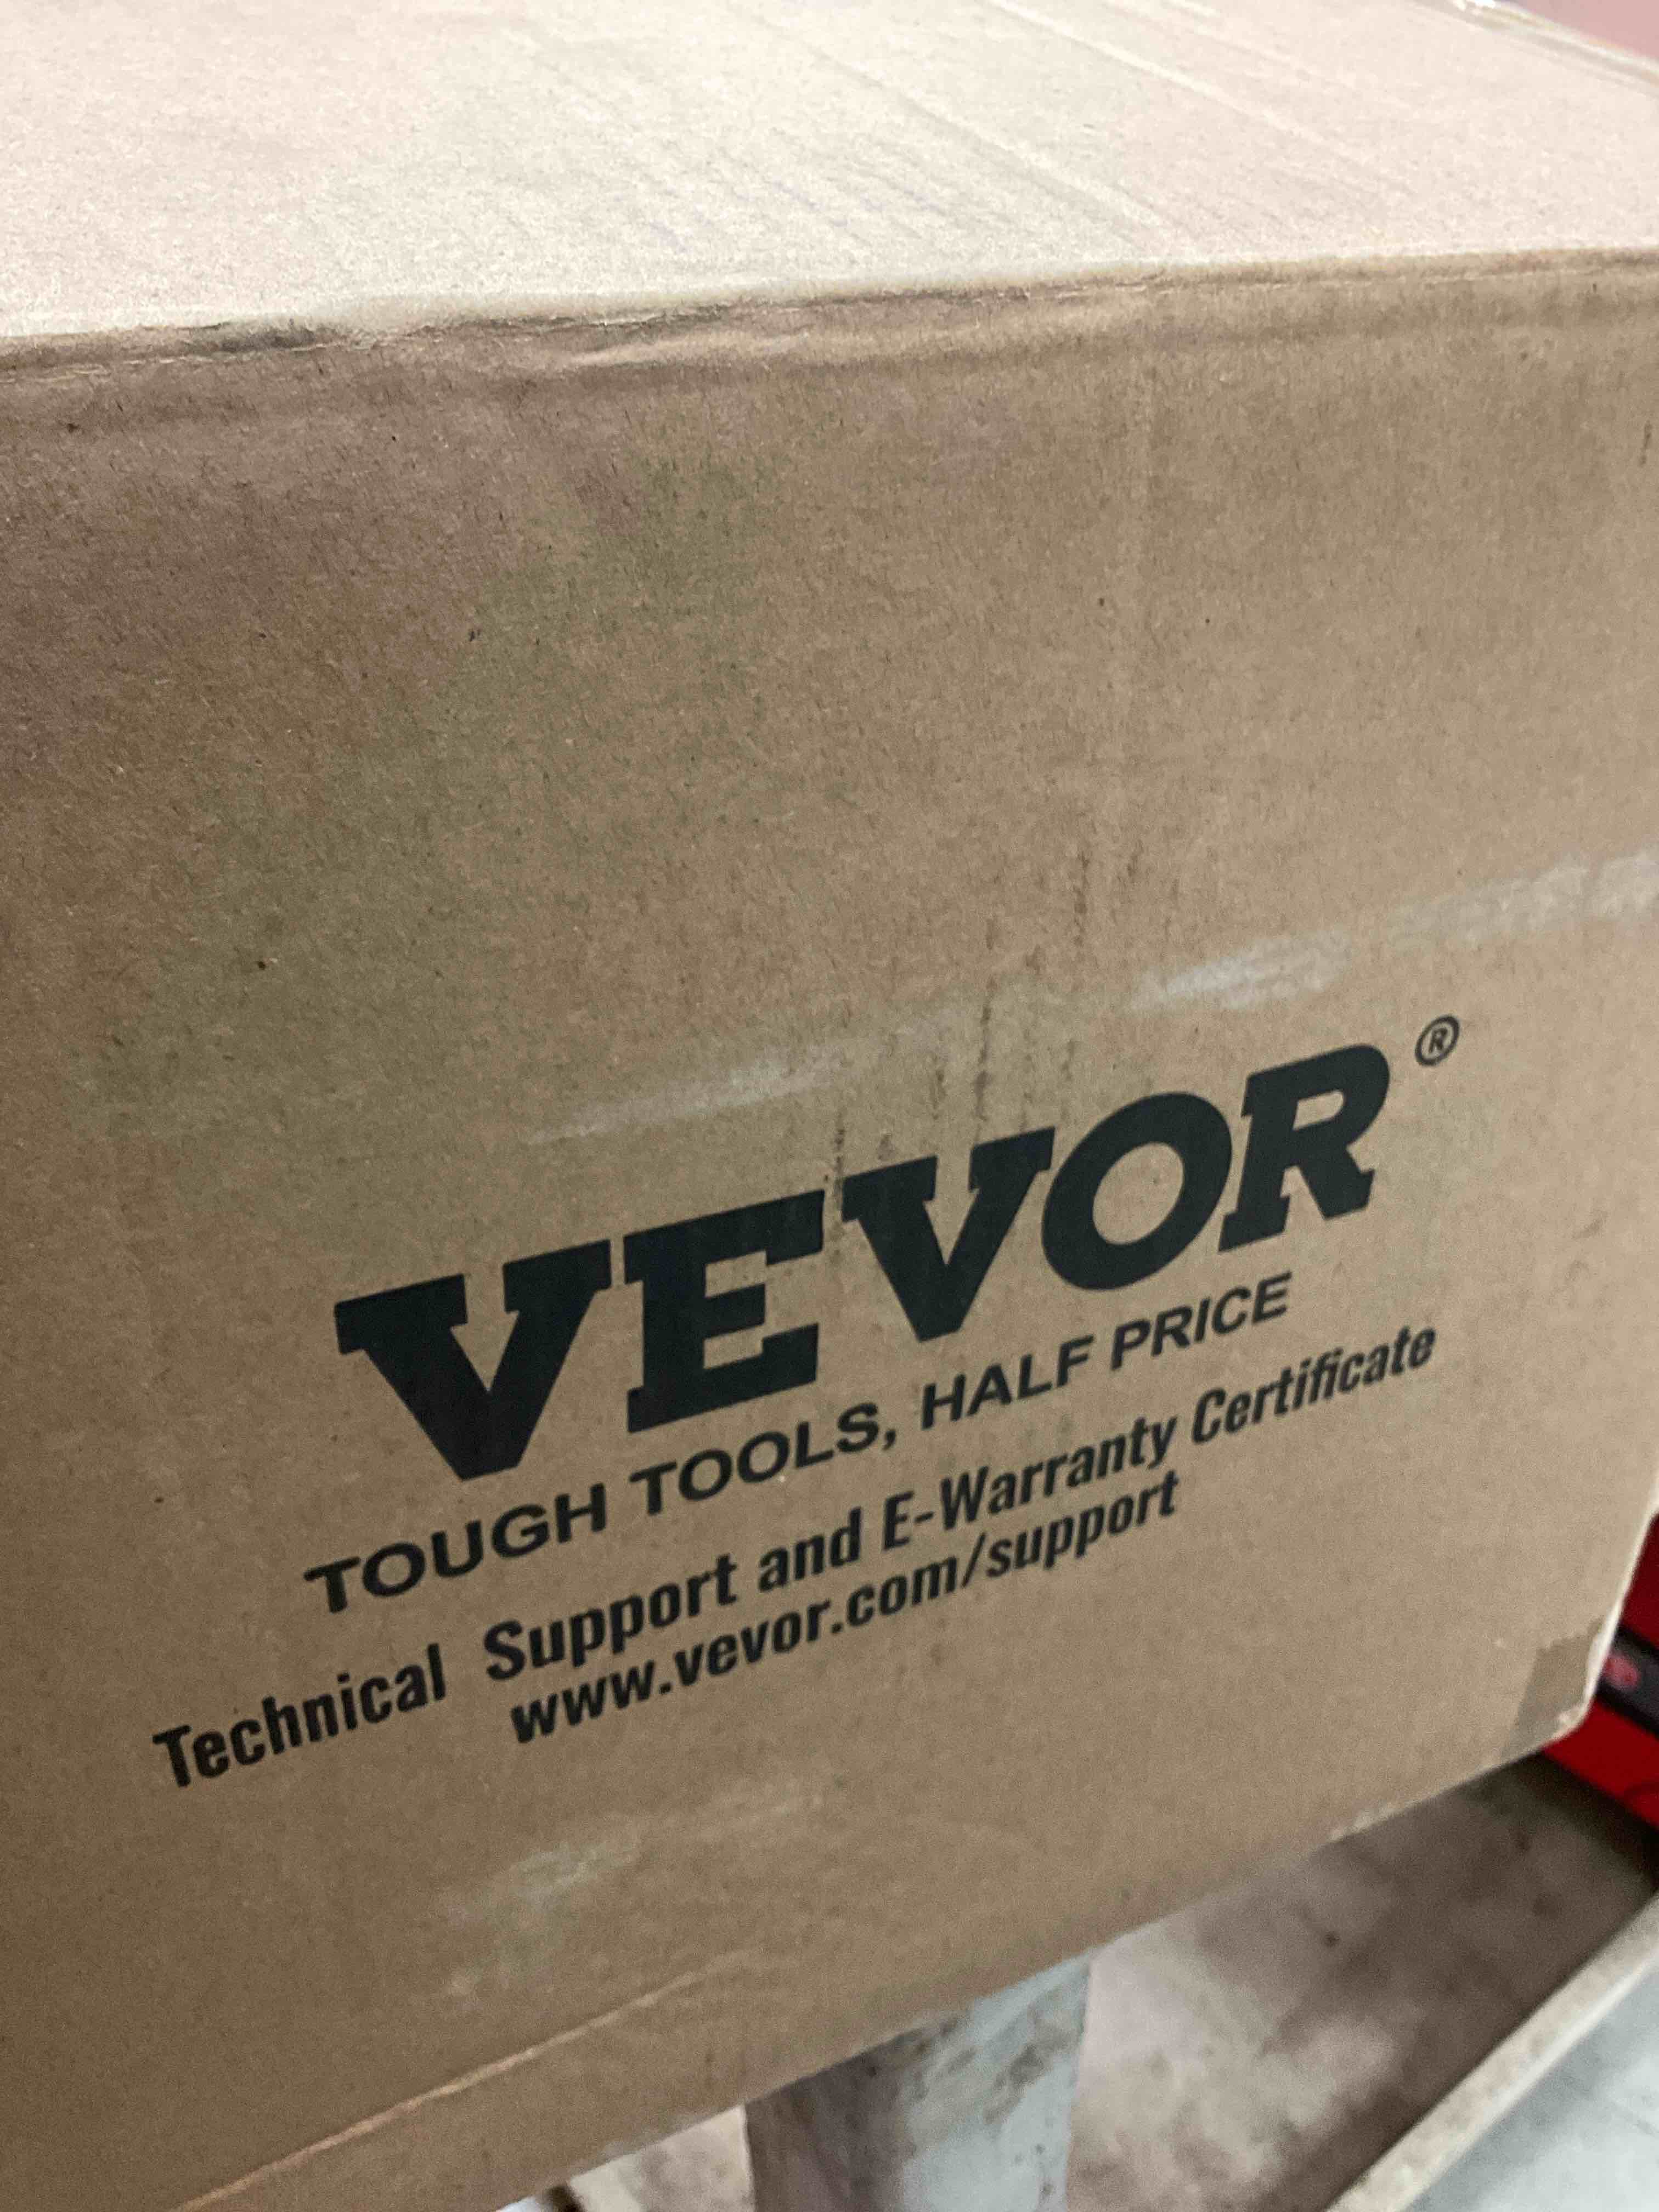 VEVOR®
TOUGH TOOLS, HALF PRICE
Technical Support and E-Warranty Certificate
www.vevor.com/support